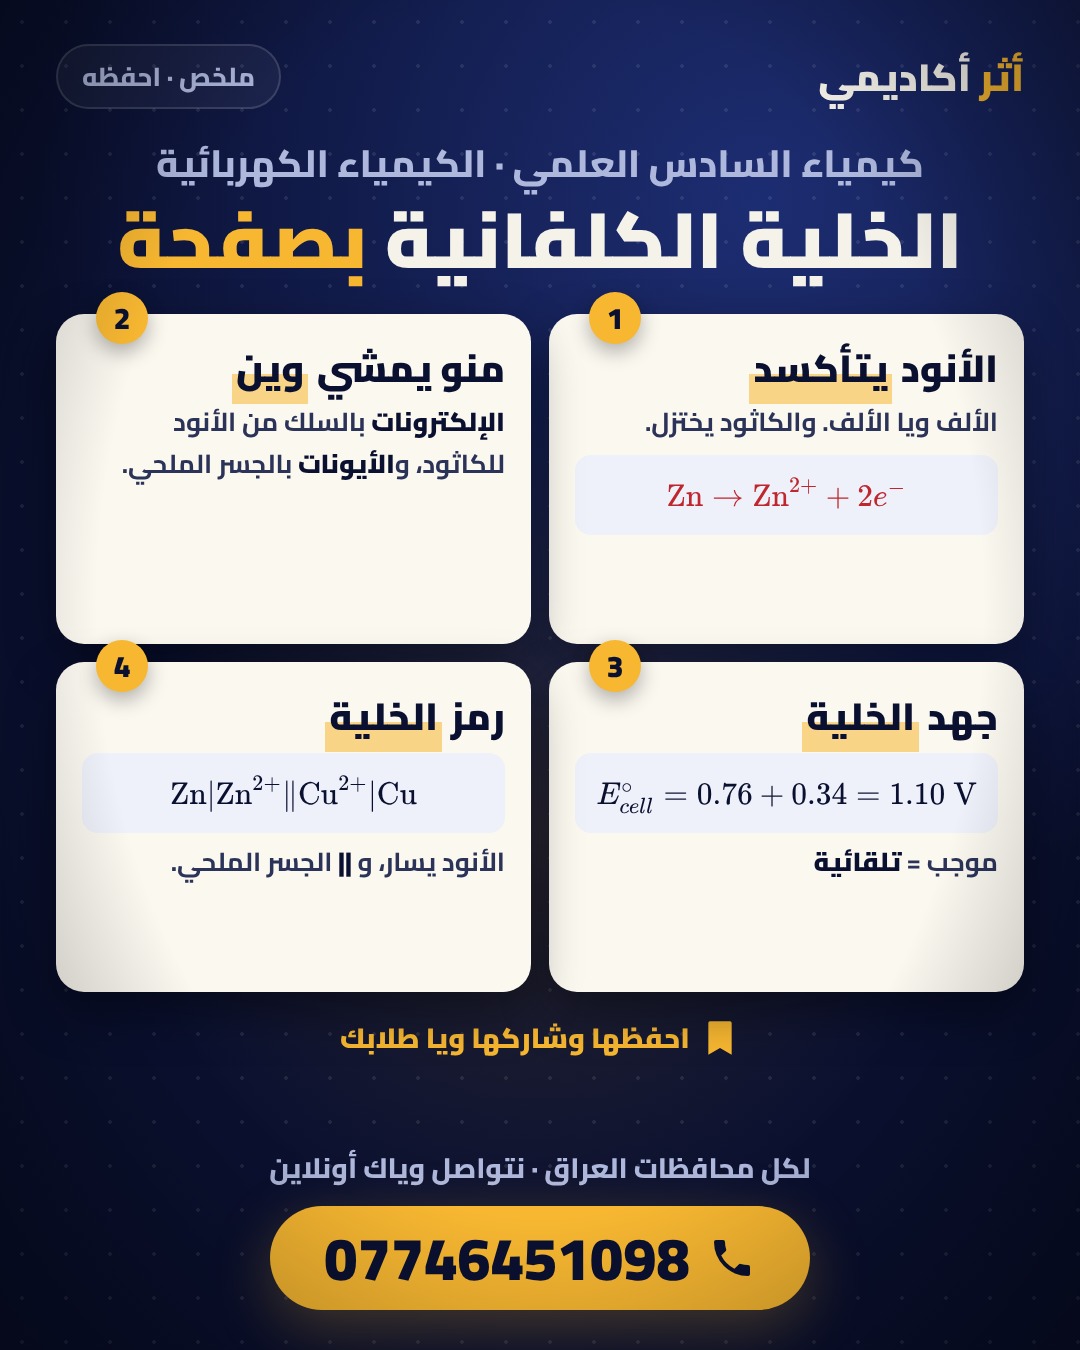 أثر أكاديمي
ملخص · احفظه
كيمياء السادس العلمي · الكيمياء الكهربائية
الخلية الكلفانية بصفحة
1
الأنود يتأكسد
الألف ويا الألف. والكاثود يختزل.
Zn → Zn²⁺ + 2e⁻
2
منو يمشي وين
الإلكترونات بالسلك من الأنود
للكاثود، والأيونات بالجسر الملحي.
3
جهد الخلية
E°cell = 0.76 + 0.34 = 1.10 V
موجب = تلقائية
4
رمز الخلية
Zn|Zn²⁺||Cu²⁺|Cu
الأنود يسار، و || الجسر الملحي.
احفظها وشاركها ويا طلابك
لكل محافظات العراق · نتواصل وياك أونلاين
07746451098